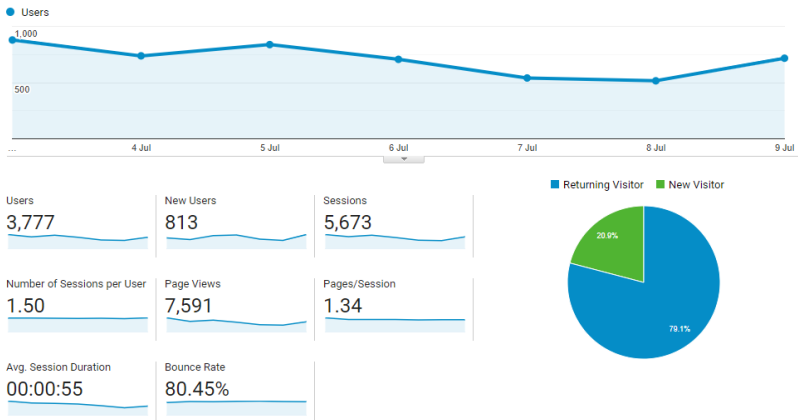 Users
1,000
500
...
4 Jul
5 Jul
6 Jul
7 Jul
8 Jul
9 Jul
Users
3,777
New Users
813
Sessions
5,673
Number of Sessions per User
1.50
Page Views
7,591
Pages/Session
1.34
Avg. Session Duration
00:00:55
Bounce Rate
80.45%
Returning Visitor
New Visitor
20.9%
79.1%